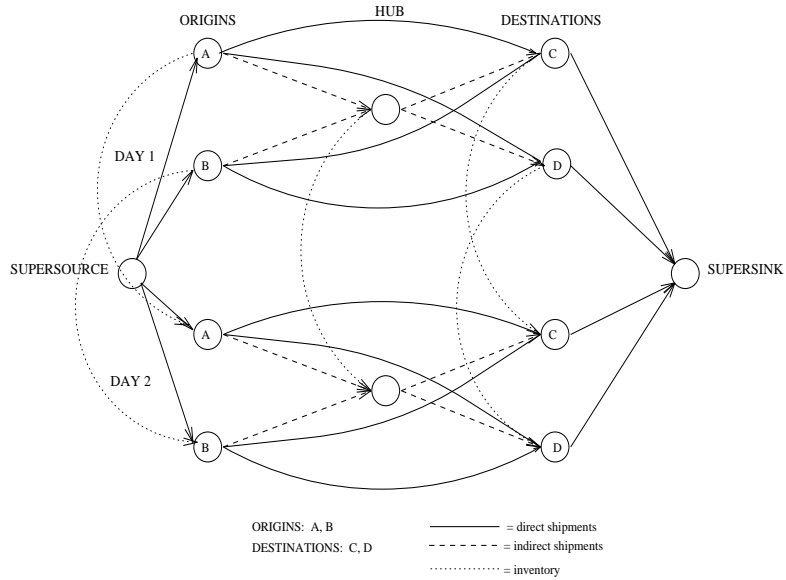 HUB
ORIGINS
DESTINATIONS
A
C
DAY 1
B
D
SUPERSOURCE
SUPERSINK
A
C
DAY 2
B
D
ORIGINS: A, B
= direct shipments
DESTINATIONS: C, D
= indirect shipments
= inventory